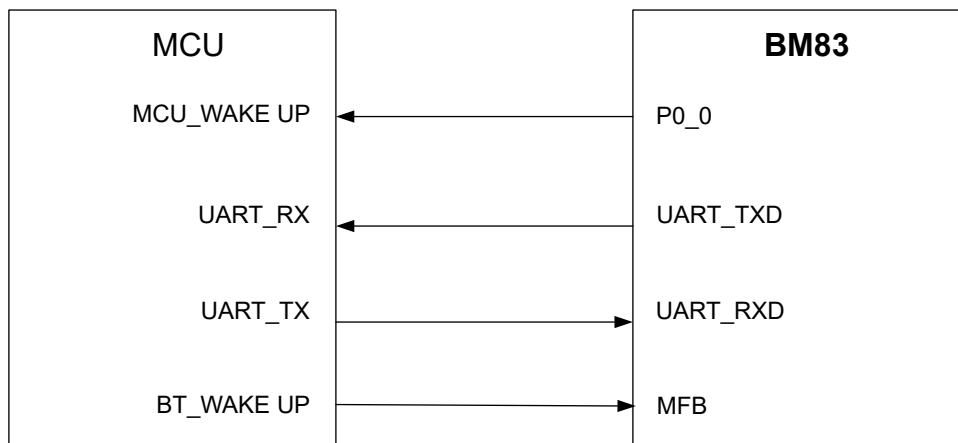 MCU
BM83
MCU_WAKE UP
P0_0
UART_RX
UART_TXD
UART_TX
UART_RXD
BT_WAKE UP
MFB